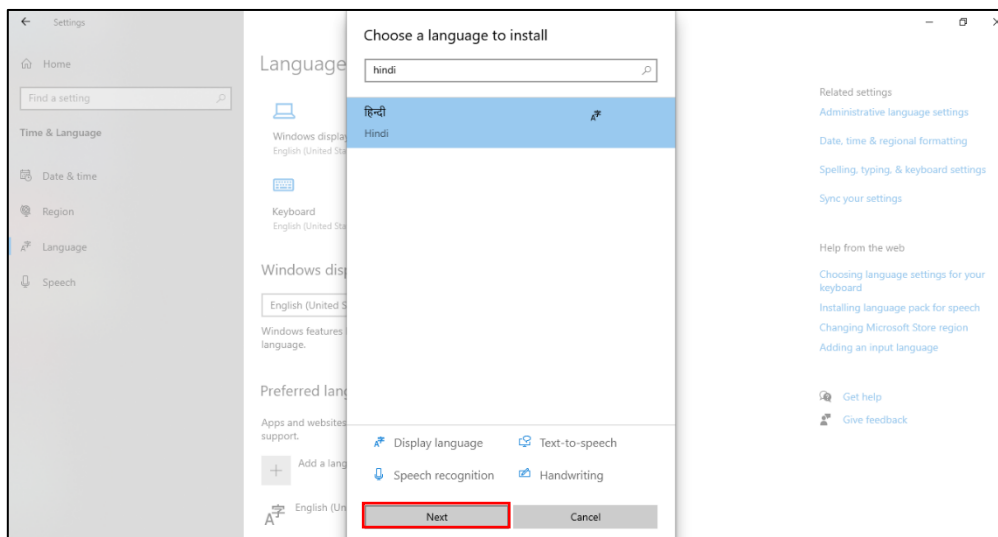 Settings
Home
Find a setting
Time & Language
Date & time
Region
Language
Speech
Language
Windows display
English (United Sta
Keyboard
English (United Sta
Windows disp
English (United S
Windows features
language.
Preferred lang
Apps and websites
support.
Add a lang
English (Un
Choose a language to install
hindi
हिन्दी
Hindi
Display language
Text-to-speech
Speech recognition
Handwriting
Next
Cancel
Related settings
Administrative language settings
Date, time & regional formatting
Spelling, typing, & keyboard settings
Sync your settings
Help from the web
Choosing language settings for your
keyboard
Installing language pack for speech
Changing Microsoft Store region
Adding an input language
Get help
Give feedback